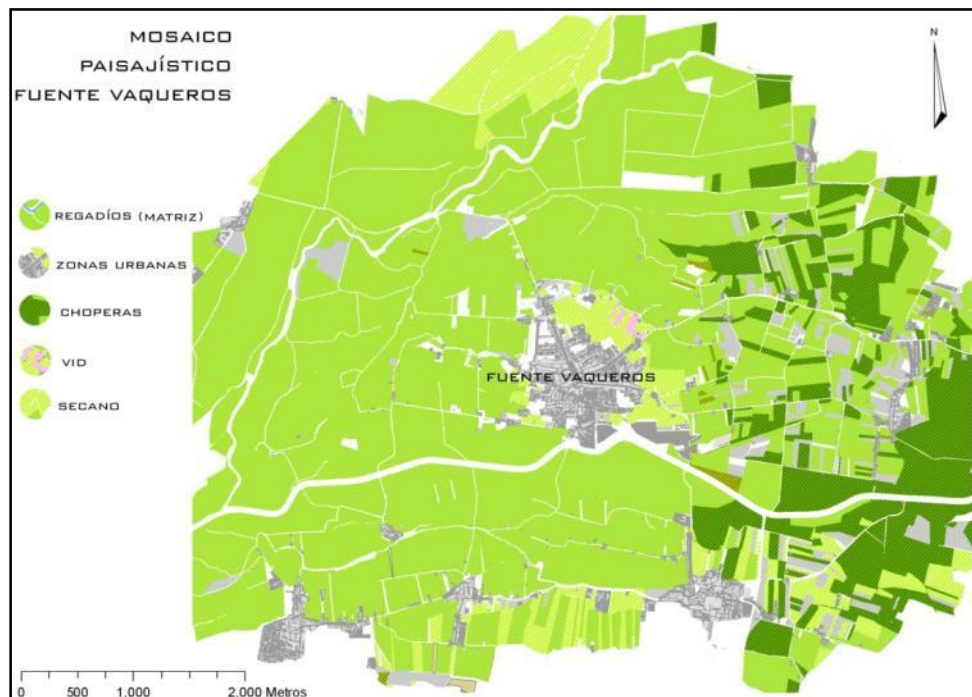 MOSAICO
PAISAJÍSTICO
FUENTE VAQUEROS
N
REGADÍOS (MATRIZ)
ZONAS URBANAS
CHOPERAS
VID
SECANO
FUENTE VAQUEROS
0 500 1.000 2.000 Metros